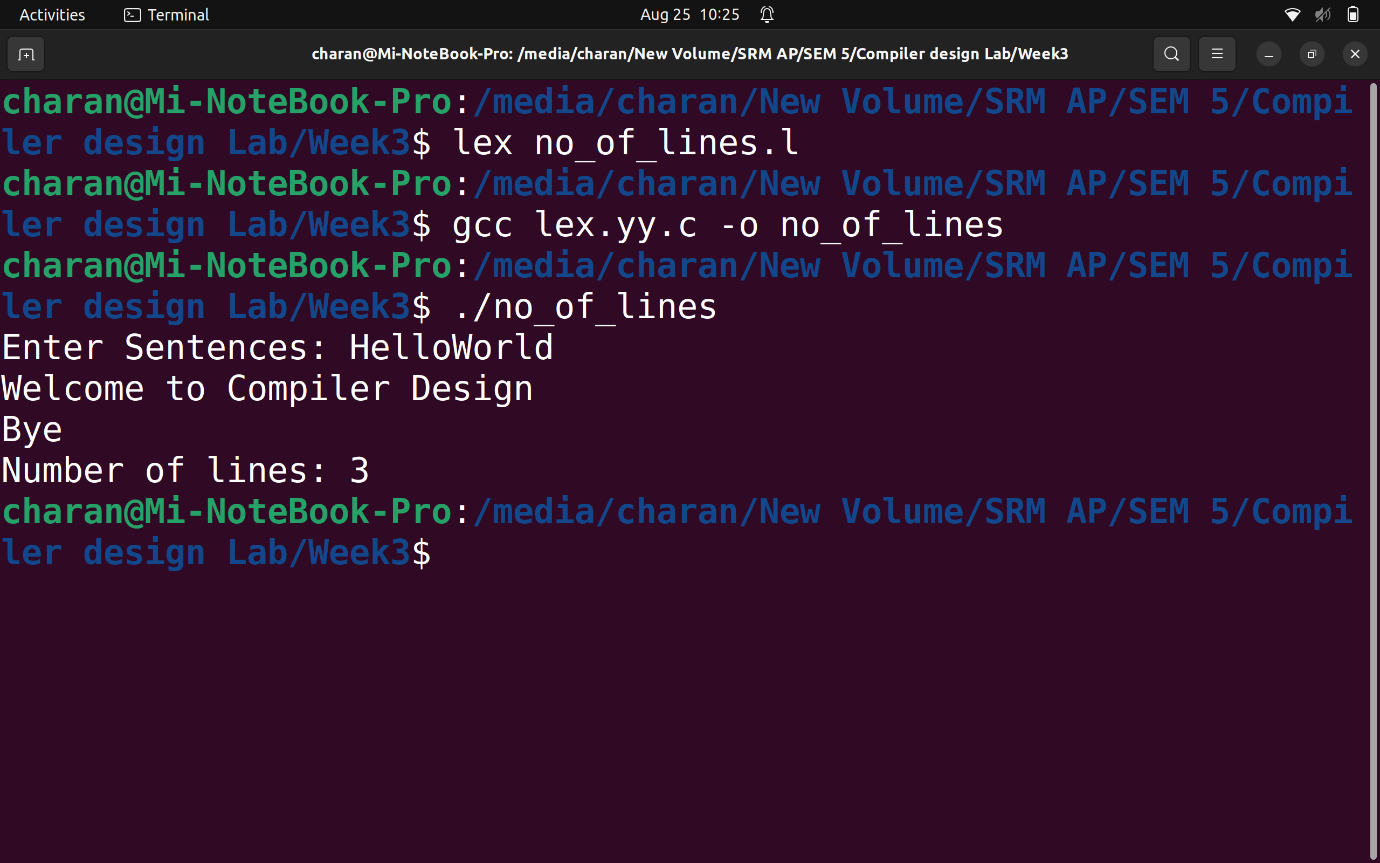 Activities Terminal Aug 25 10:25
charan@Mi-NoteBook-Pro: /media/charan/New Volume/SRM AP/SEM 5/Compiler design Lab/Week3
charan@Mi-NoteBook-Pro:/media/charan/New Volume/SRM AP/SEM 5/Compi
ler design Lab/Week3$ lex no_of_lines.l
charan@Mi-NoteBook-Pro:/media/charan/New Volume/SRM AP/SEM 5/Compi
ler design Lab/Week3$ gcc lex.yy.c -o no_of_lines
charan@Mi-NoteBook-Pro:/media/charan/New Volume/SRM AP/SEM 5/Compi
ler design Lab/Week3$ ./no_of_lines
Enter Sentences: HelloWorld
Welcome to Compiler Design
Bye
Number of lines: 3
charan@Mi-NoteBook-Pro:/media/charan/New Volume/SRM AP/SEM 5/Compi
ler design Lab/Week3$